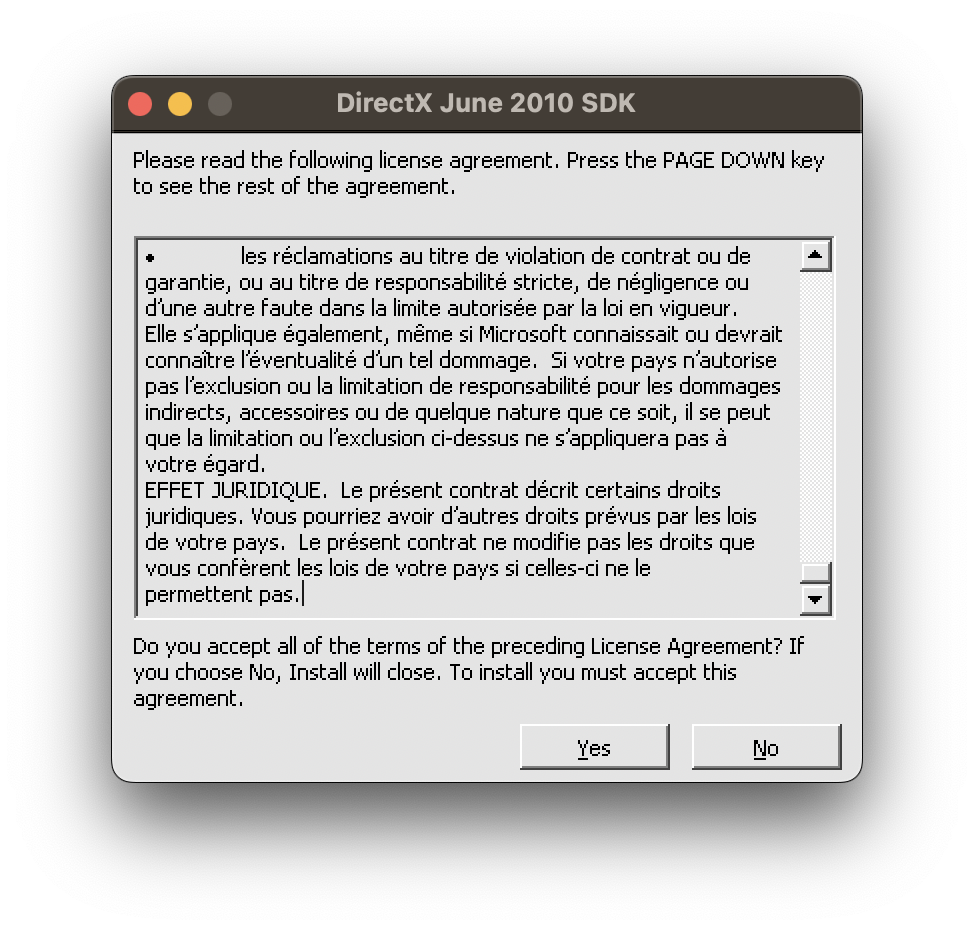 DirectX June 2010 SDK
Please read the following license agreement. Press the PAGE DOWN key
to see the rest of the agreement.
• les réclamations au titre de violation de contrat ou de
garantie, ou au titre de responsabilité stricte, de négligence ou
d’une autre faute dans la limite autorisée par la loi en vigueur.
Elle s’applique également, même si Microsoft connaissait ou devrait
connaître l’éventualité d’un tel dommage.  Si votre pays n’autorise
pas l’exclusion ou la limitation de responsabilité pour les dommages
indirects, accessoires ou de quelque nature que ce soit, il se peut
que la limitation ou l’exclusion ci-dessus ne s’appliquera pas à
votre égard.
EFFET JURIDIQUE.  Le présent contrat décrit certains droits
juridiques. Vous pourriez avoir d’autres droits prévus par les lois
de votre pays.  Le présent contrat ne modifie pas les droits que
vous confèrent les lois de votre pays si celles-ci ne le
permettent pas.
Do you accept all of the terms of the preceding License Agreement? If
you choose No, Install will close. To install you must accept this
agreement.
Yes No